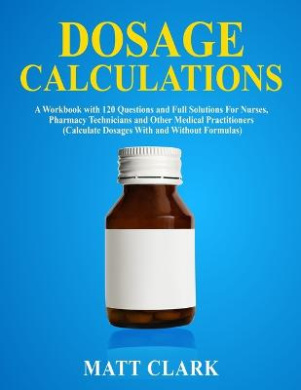 DOSAGE
CALCULATIONS
A Workbook with 120 Questions and Full Solutions For Nurses,
Pharmacy Technicians and Other Medical Practitioners
(Calculate Dosages With and Without Formulas)
MATT CLARK